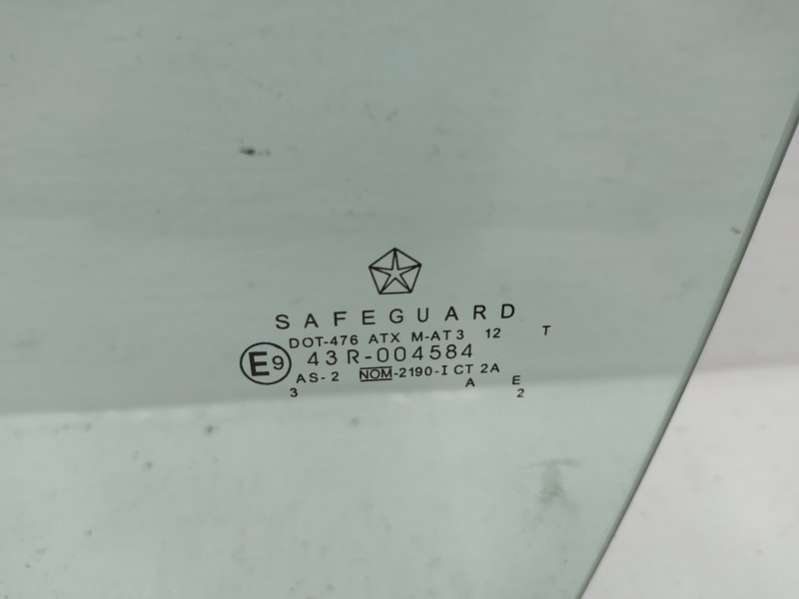 SAFEGUARD
DOT-476 ATX M-AT3 12 T
E9 43R-004584
AS-2 NOM-2190-I CT 2A E
3 A 2